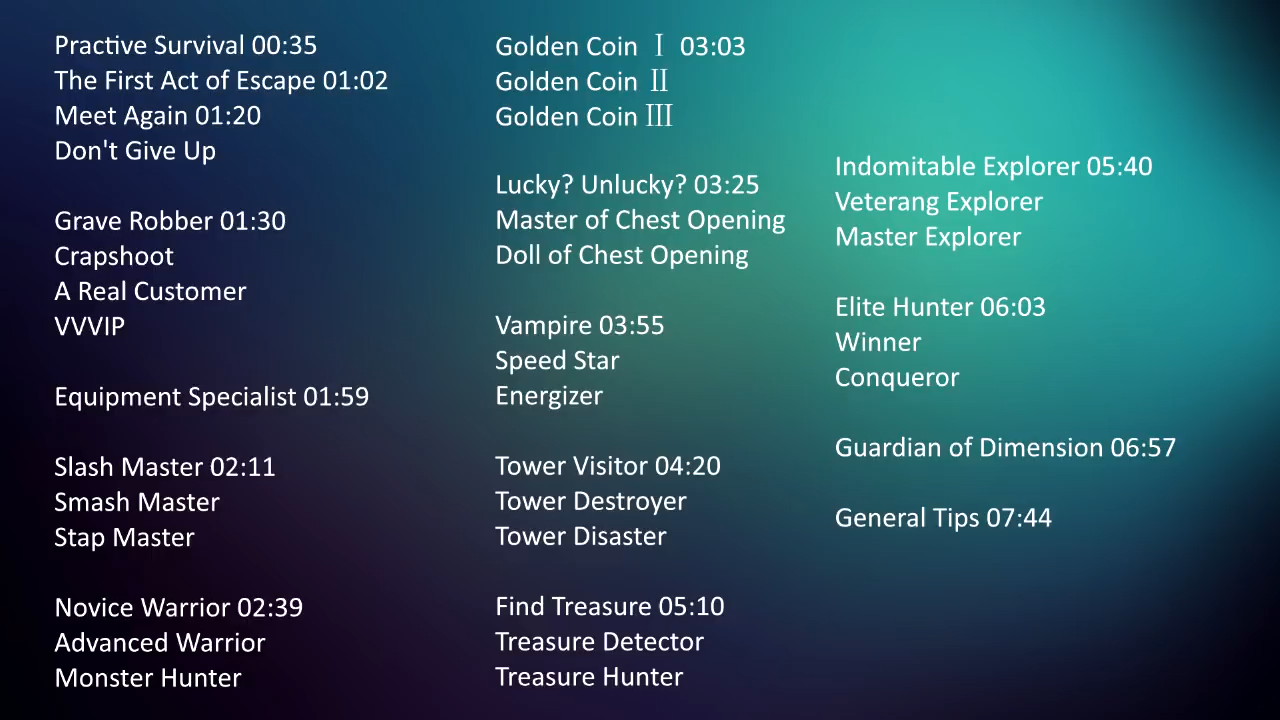 Practive Survival 00:35
The First Act of Escape 01:02
Meet Again 01:20
Don't Give Up
Grave Robber 01:30
Crapshoot
A Real Customer
VVVIP
Equipment Specialist 01:59
Slash Master 02:11
Smash Master
Stap Master
Novice Warrior 02:39
Advanced Warrior
Monster Hunter
Golden Coin Ⅰ 03:03
Golden Coin Ⅱ
Golden Coin Ⅲ
Lucky? Unlucky? 03:25
Master of Chest Opening
Doll of Chest Opening
Vampire 03:55
Speed Star
Energizer
Tower Visitor 04:20
Tower Destroyer
Tower Disaster
Find Treasure 05:10
Treasure Detector
Treasure Hunter
Indomitable Explorer 05:40
Veterang Explorer
Master Explorer
Elite Hunter 06:03
Winner
Conqueror
Guardian of Dimension 06:57
General Tips 07:44